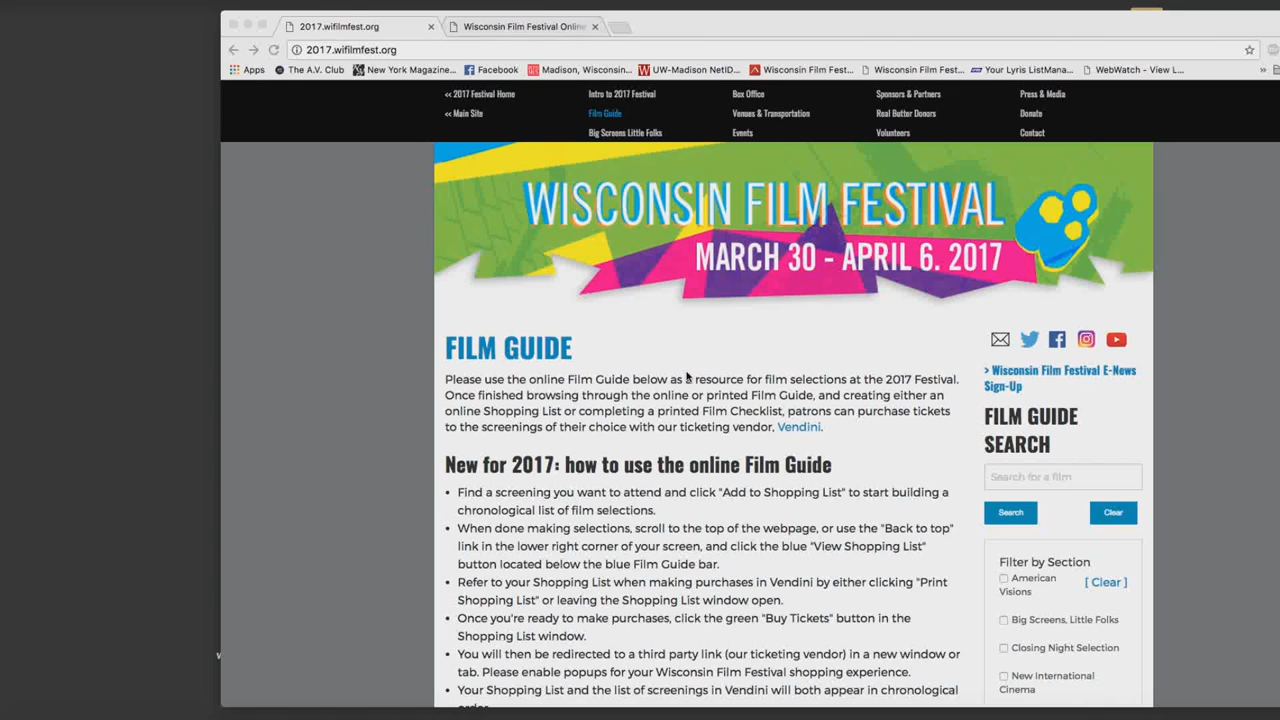 2017.wifilmfest.org
Wisconsin Film Festival Online
2017.wifilmfest.org
Apps The A.V. Club New York Magazine... Facebook Madison, Wisconsin... UW-Madison NetID... Wisconsin Film Fest... Wisconsin Film Fest... Your Lyris ListMana... WebWatch - View L... »
<< 2017 Festival Home Intro to 2017 Festival Box Office Sponsors & Partners Press & Media
<< Main Site Film Guide Venues & Transportation Real Butter Donors Donate
Big Screens Little Folks Events Volunteers Contact
WISCONSIN FILM FESTIVAL
MARCH 30 - APRIL 6. 2017
FILM GUIDE
Please use the online Film Guide below as a resource for film selections at the 2017 Festival.
Once finished browsing through the online or printed Film Guide, and creating either an
online Shopping List or completing a printed Film Checklist, patrons can purchase tickets
to the screenings of their choice with our ticketing vendor, Vendini.
New for 2017: how to use the online Film Guide
• Find a screening you want to attend and click "Add to Shopping List" to start building a
chronological list of film selections.
• When done making selections, scroll to the top of the webpage, or use the "Back to top"
link in the lower right corner of your screen, and click the blue "View Shopping List"
button located below the blue Film Guide bar.
• Refer to your Shopping List when making purchases in Vendini by either clicking "Print
Shopping List" or leaving the Shopping List window open.
• Once you're ready to make purchases, click the green "Buy Tickets" button in the
Shopping List window.
• You will then be redirected to a third party link (our ticketing vendor) in a new window or
tab. Please enable popups for your Wisconsin Film Festival shopping experience.
• Your Shopping List and the list of screenings in Vendini will both appear in chronological
order.
> Wisconsin Film Festival E-News
Sign-Up
FILM GUIDE
SEARCH
Search for a film
Search Clear
Filter by Section
American
Visions
[ Clear ]
Big Screens, Little Folks
Closing Night Selection
New International
Cinema